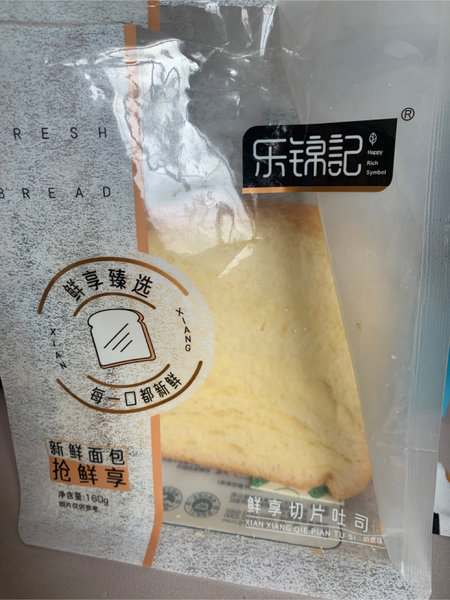 FRESH
BREAD
乐锦記
®
Happy
Rich
Symbol
鲜享臻选
XIAN
XIANG
每一口都新鲜
新鲜面包
抢鲜享
净含量:160g
图片仅供参考
鲜享切片吐司
XIAN XIANG QIE PIAN TU SI